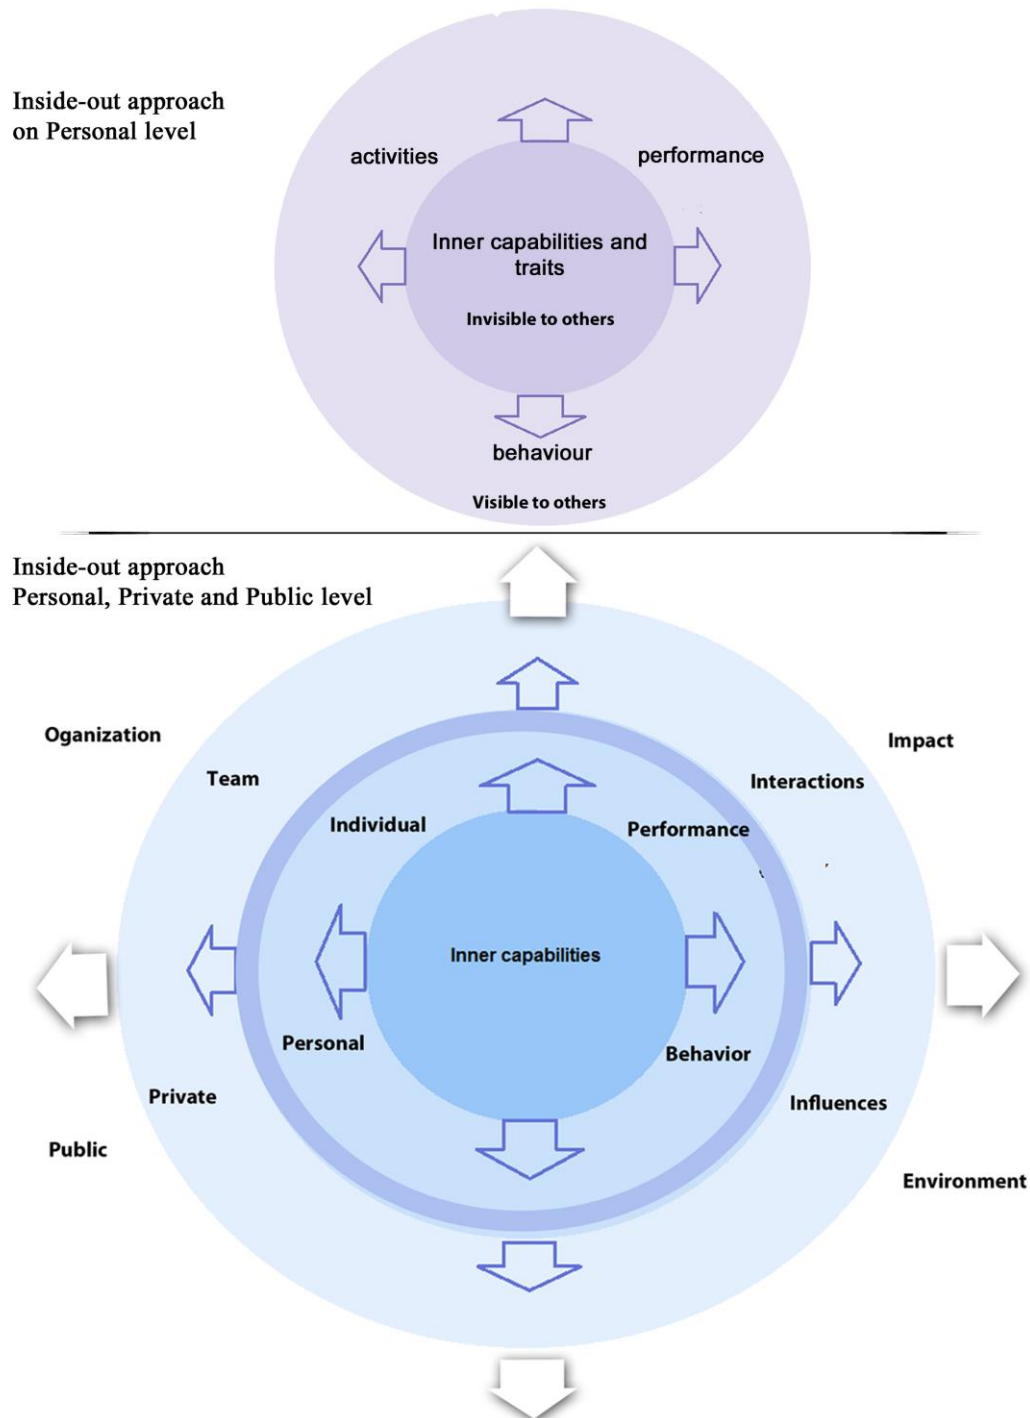 Inside-out approach
on Personal level
activities
performance
Inner capabilities and
traits
Invisible to others
behaviour
Visible to others
Inside-out approach
Personal, Private and Public level
Oganization
Impact
Team
Interactions
Individual
Performance
Inner capabilities
Personal
Behavior
Private
Influences
Public
Environment